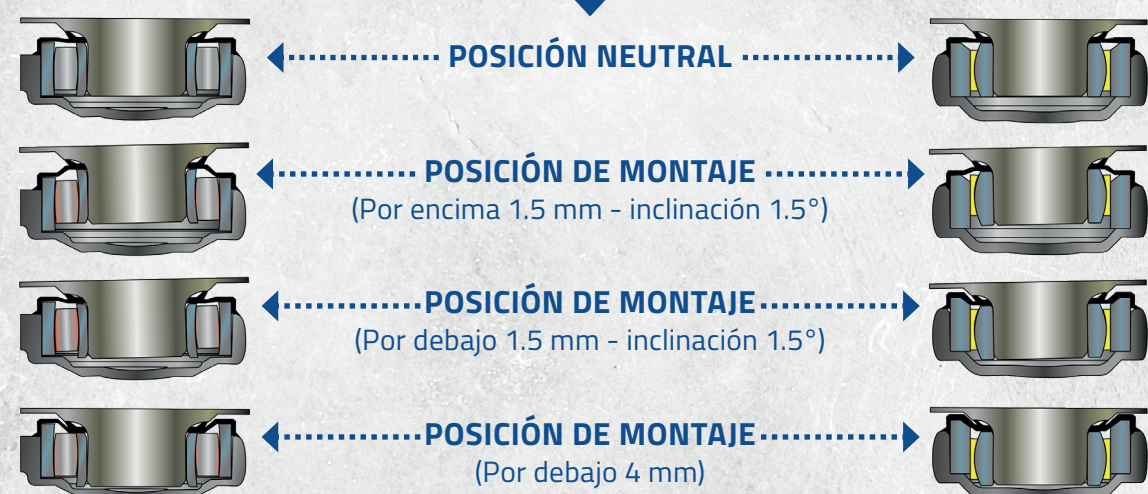 POSICIÓN NEUTRAL
POSICIÓN DE MONTAJE
(Por encima 1.5 mm - inclinación 1.5°)
POSICIÓN DE MONTAJE
(Por debajo 1.5 mm - inclinación 1.5°)
POSICIÓN DE MONTAJE
(Por debajo 4 mm)